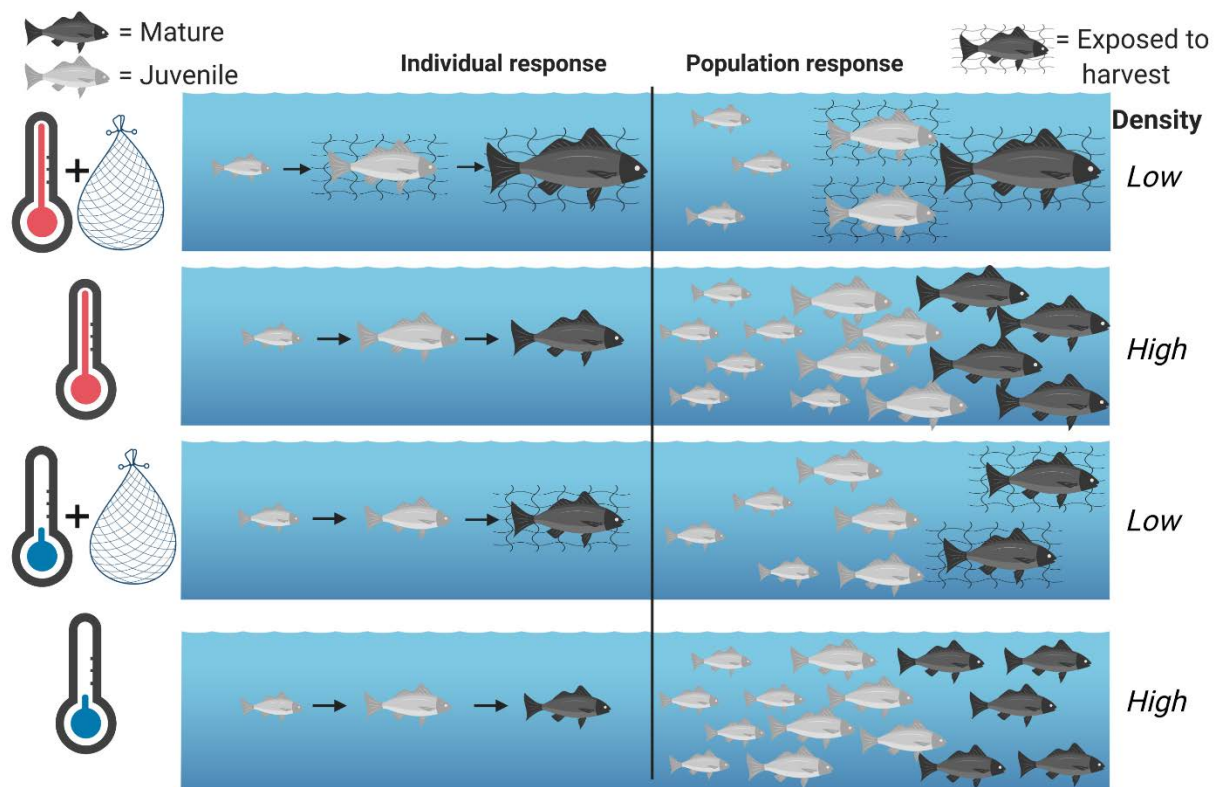 = Mature
= Juvenile
Individual response
Population response
= Exposed to
harvest
Density
+
Low
High
+
Low
High